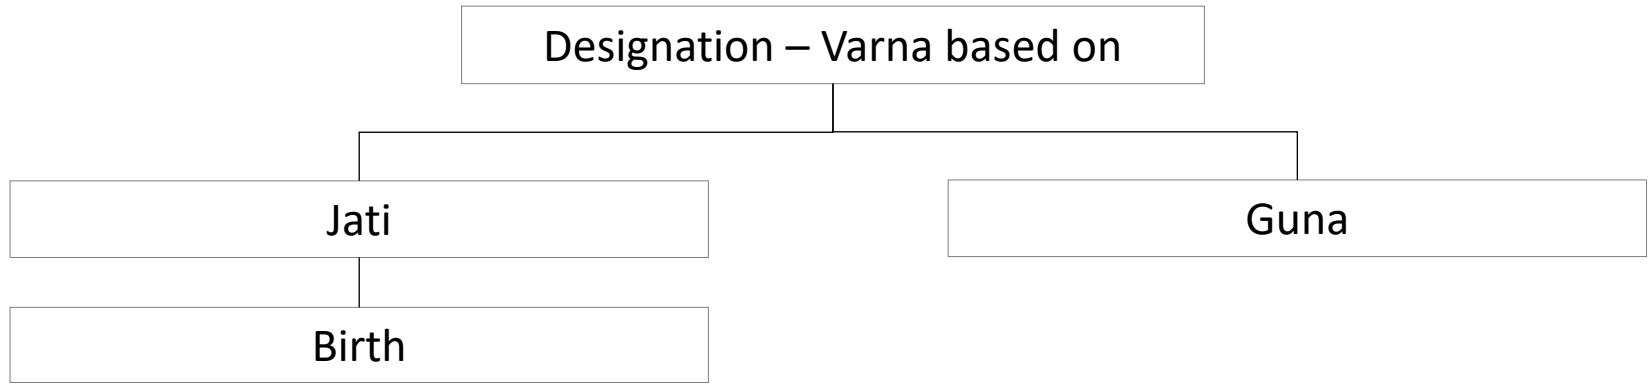 Designation – Varna based on
Jati
Guna
Birth